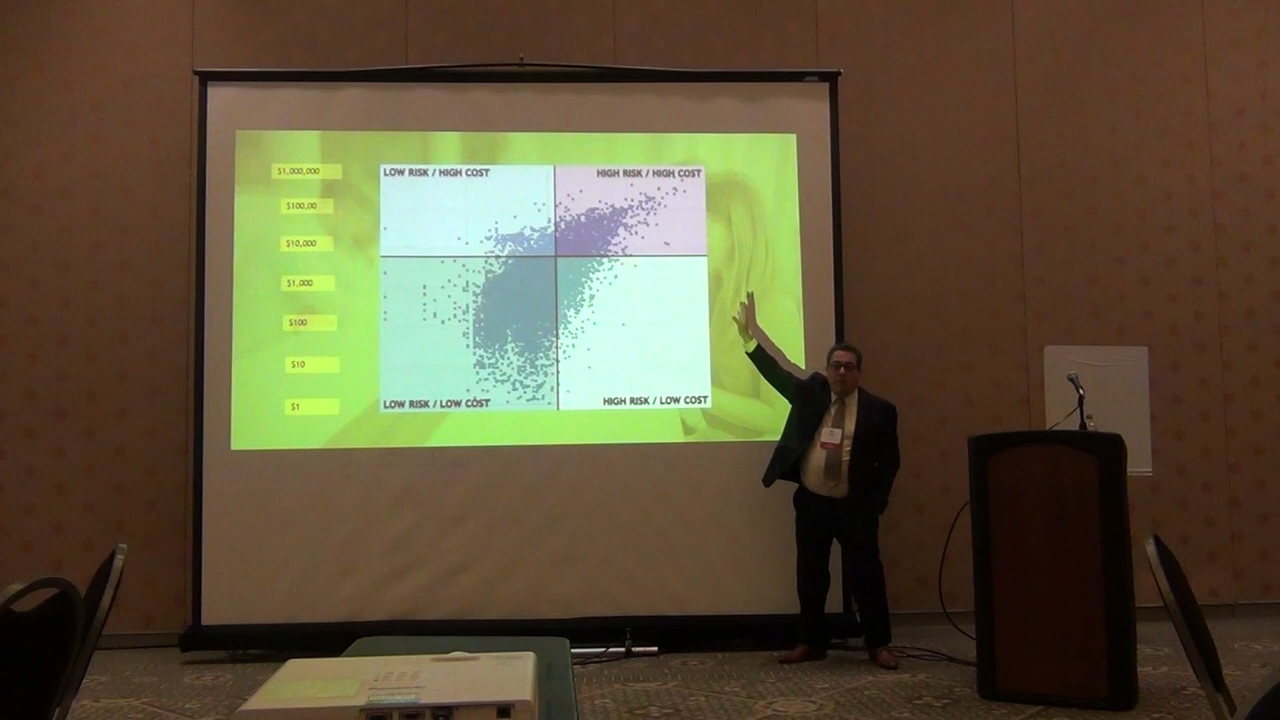 $1,000,000
LOW RISK / HIGH COST
HIGH RISK / HIGH COST
$100,00
$10,000
$1,000
$100
$10
$1
LOW RISK / LOW COST
HIGH RISK / LOW COST